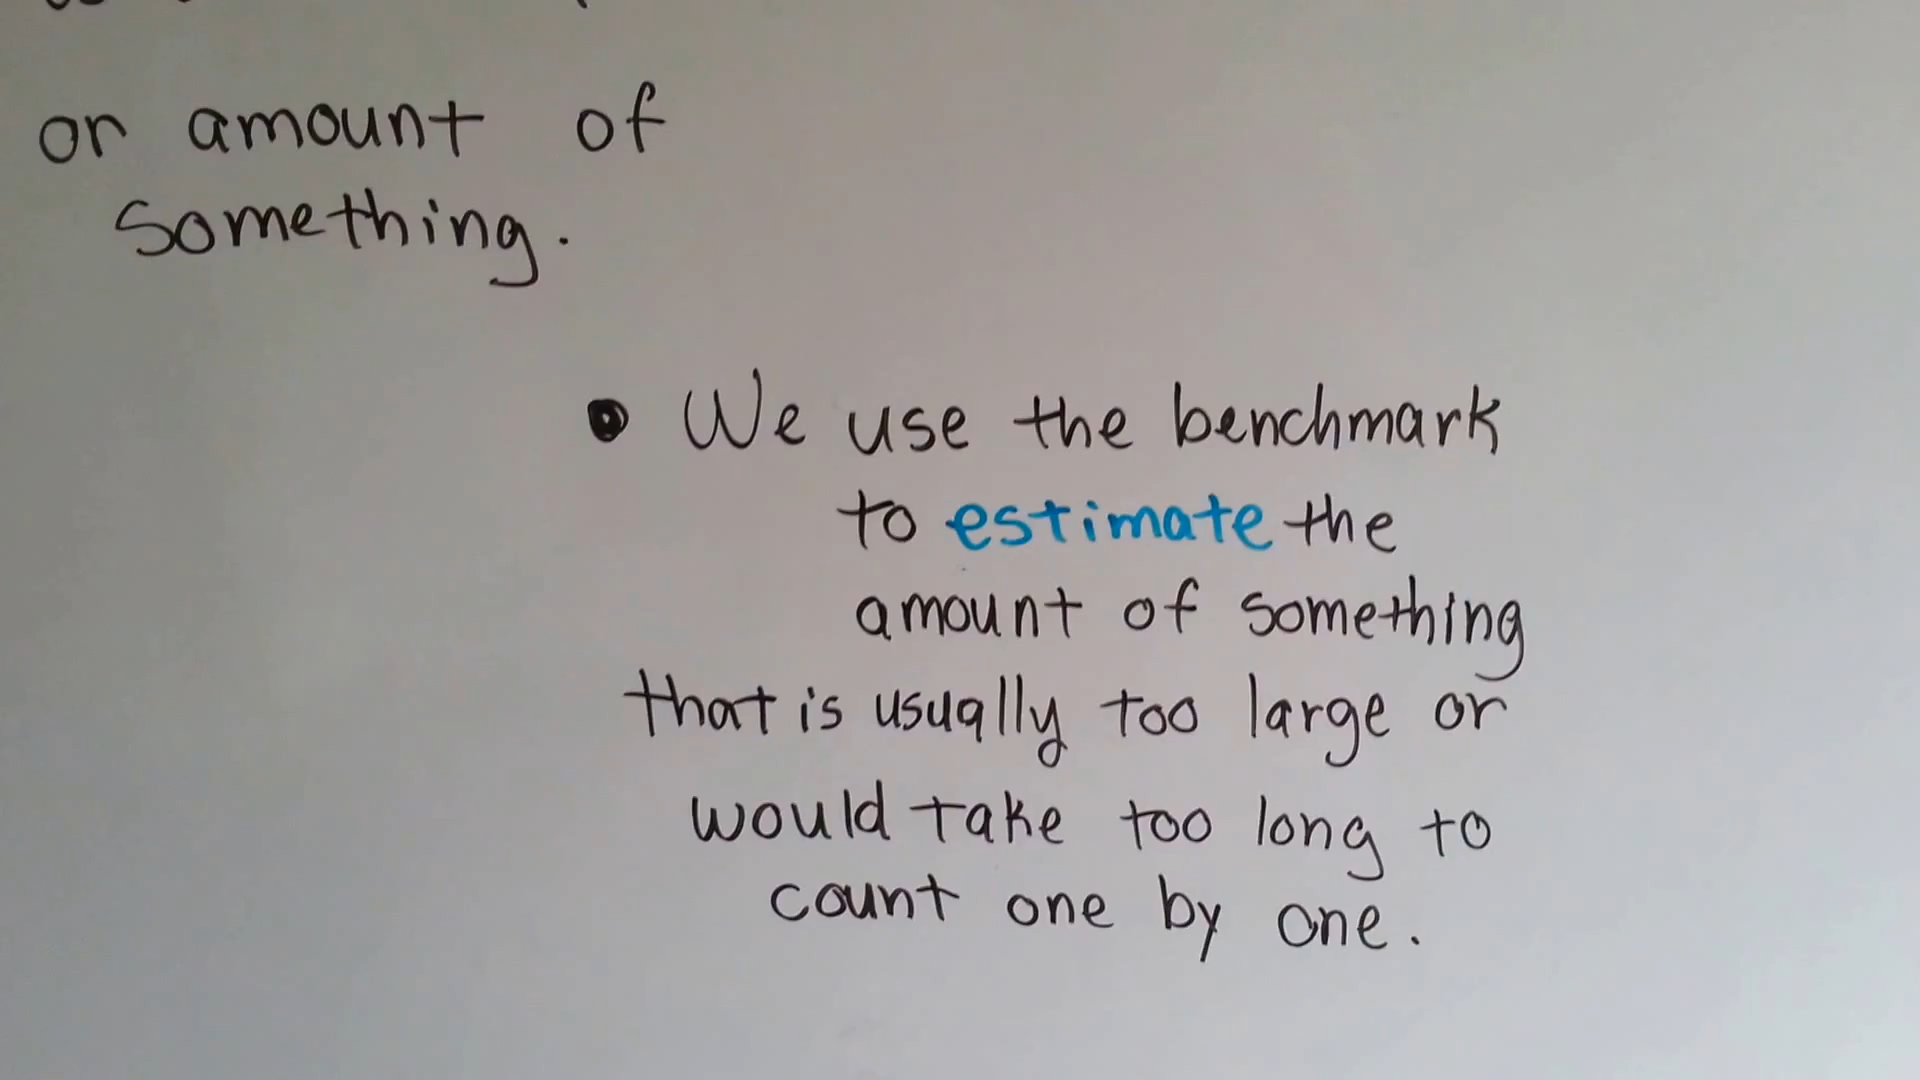 or amount of
something.
• We use the benchmark
to estimate the
amount of something
that is usually too large or
would take too long to
count one by one.